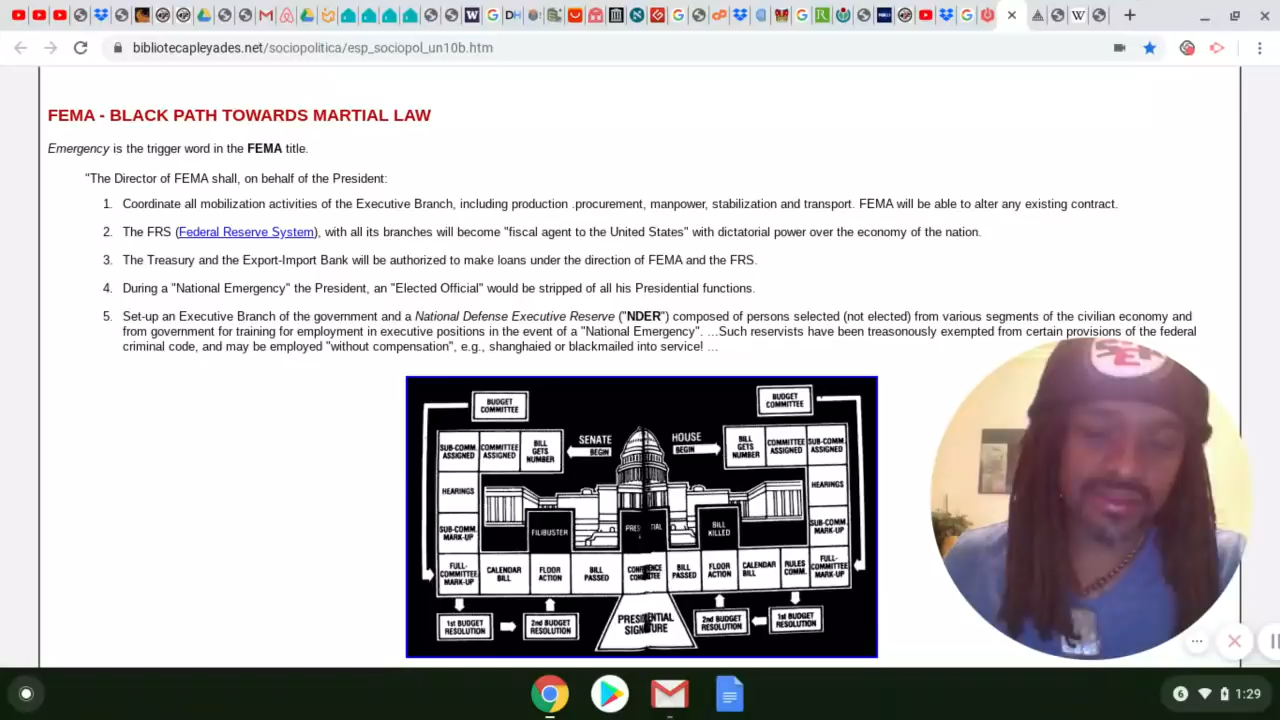 bibliotecapleyades.net/sociopolitica/esp_sociopol_un10b.htm
FEMA - BLACK PATH TOWARDS MARTIAL LAW
Emergency is the trigger word in the FEMA title.
"The Director of FEMA shall, on behalf of the President:
1. Coordinate all mobilization activities of the Executive Branch, including production .procurement, manpower, stabilization and transport. FEMA will be able to alter any existing contract.
2. The FRS (Federal Reserve System), with all its branches will become "fiscal agent to the United States" with dictatorial power over the economy of the nation.
3. The Treasury and the Export-Import Bank will be authorized to make loans under the direction of FEMA and the FRS.
4. During a "National Emergency" the President, an "Elected Official" would be stripped of all his Presidential functions.
5. Set-up an Executive Branch of the government and a National Defense Executive Reserve ("NDER") composed of persons selected (not elected) from various segments of the civilian economy and
from government for training for employment in executive positions in the event of a "National Emergency". ...Such reservists have been treasonously exempted from certain provisions of the federal
criminal code, and may be employed "without compensation", e.g., shanghaied or blackmailed into service! ...
BUDGET COMMITTEE
BUDGET COMMITTEE
SUB-COMM. ASSIGNED
COMMITTEE ASSIGNED
BILL GETS NUMBER
SENATE
BEGIN
HOUSE
BEGIN
BILL GETS NUMBER
COMMITTEE ASSIGNED
SUB-COMM. ASSIGNED
HEARINGS
HEARINGS
SUB-COMM. MARK-UP
FILIBUSTER
BILL KILLED
SUB-COMM. MARK-UP
FULL-COMMITTEE MARK-UP
CALENDAR BILL
FLOOR ACTION
BILL PASSED
BILL PASSED
FLOOR ACTION
CALENDAR BILL
RULES COMM.
FULL-COMMITTEE MARK-UP
1st BUDGET RESOLUTION
2nd BUDGET RESOLUTION
PRESIDENTIAL SIGNATURE
2nd BUDGET RESOLUTION
1st BUDGET RESOLUTION
6
1:29